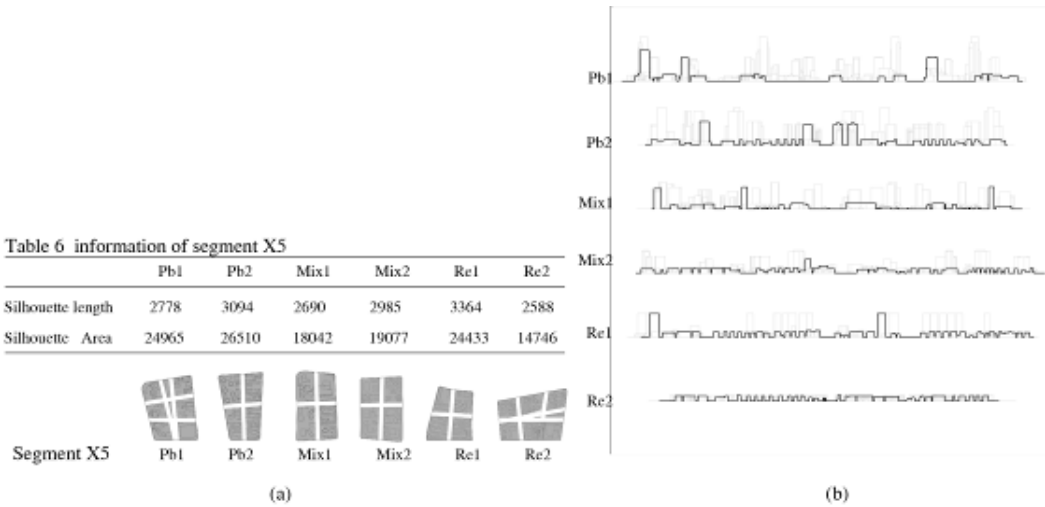 Table 6 information of segment X5
Pb1 Pb2 Mix1 Mix2 Re1 Re2
Silhouette length 2778 3094 2690 2985 3364 2588
Silhouette Area 24965 26510 18042 19077 24433 14746
Segment X5 Pb1 Pb2 Mix1 Mix2 Re1 Re2
(a)
Pb1
Pb2
Mix1
Mix2
Re1
Re2
(b)